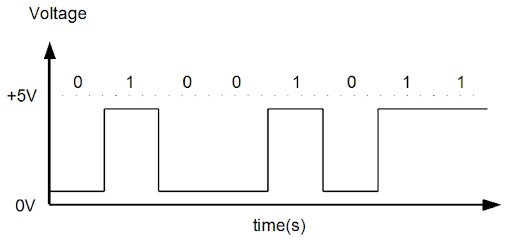 Voltage
0 1 0 0 1 0 1 1
+5V
0V
time(s)